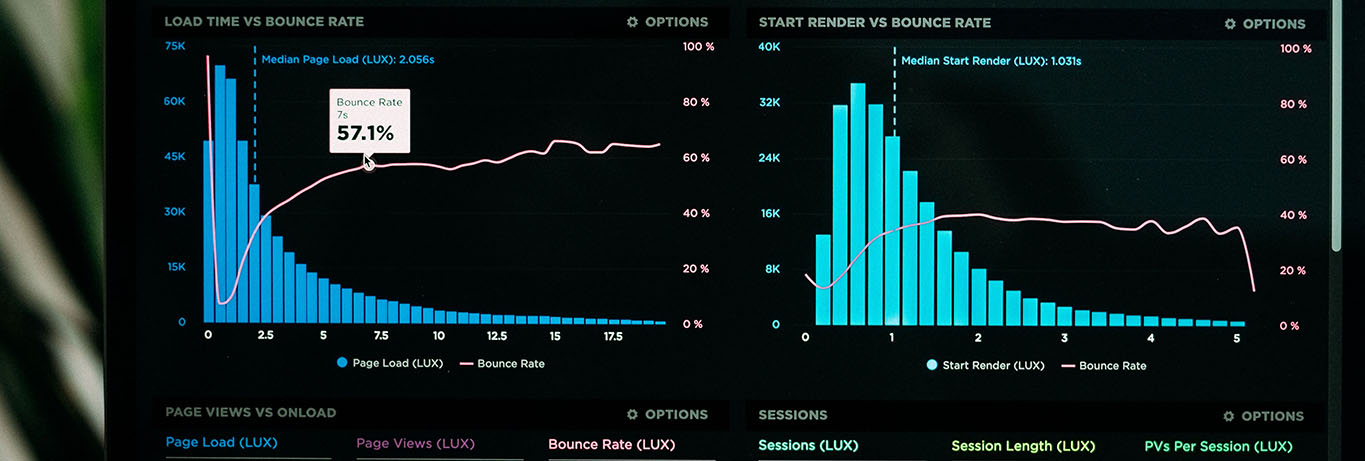 LOAD TIME VS BOUNCE RATE
OPTIONS
75K
60K
45K
30K
15K
0
Median Page Load (LUX): 2.056s
Bounce Rate
7s
57.1%
100 %
80 %
60 %
40 %
20 %
0 %
0 2.5 5 7.5 10 12.5 15 17.5
Page Load (LUX) Bounce Rate
START RENDER VS BOUNCE RATE
OPTIONS
40K
32K
24K
16K
8K
0
Median Start Render (LUX): 1.031s
100 %
80 %
60 %
40 %
20 %
0 %
0 1 2 3 4 5
Start Render (LUX) Bounce Rate
PAGE VIEWS VS ONLOAD
OPTIONS
Page Load (LUX) Page Views (LUX) Bounce Rate (LUX)
SESSIONS
OPTIONS
Sessions (LUX) Session Length (LUX) PVs Per Session (LUX)